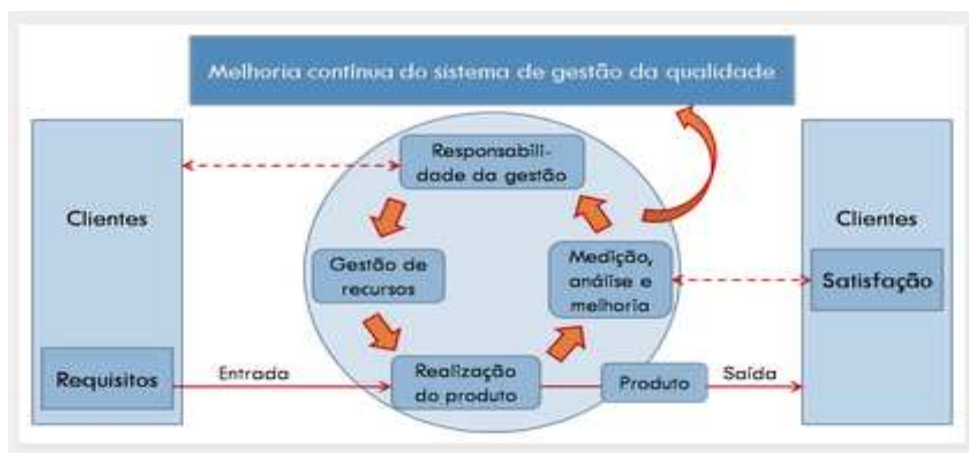 Melhoria contínua do sistema de gestão da qualidade
Clientes
Requisitos
Entrada
Responsabili-
dade da gestão
Gestão de
recursos
Medição,
análise e
melhoria
Realização
do produto
Produto
Saída
Clientes
Satisfação